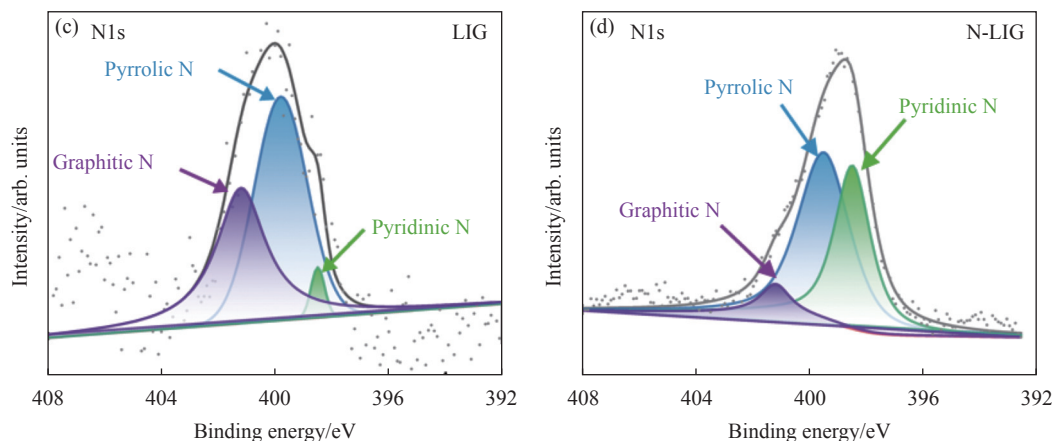 (c) N1s LIG
Pyrrolic N
Graphitic N
Pyridinic N
Intensity/arb. units
408 404 400 396 392
Binding energy/eV
(d) N1s N-LIG
Pyrrolic N
Pyridinic N
Graphitic N
Intensity/arb. units
408 404 400 396 392
Binding energy/eV